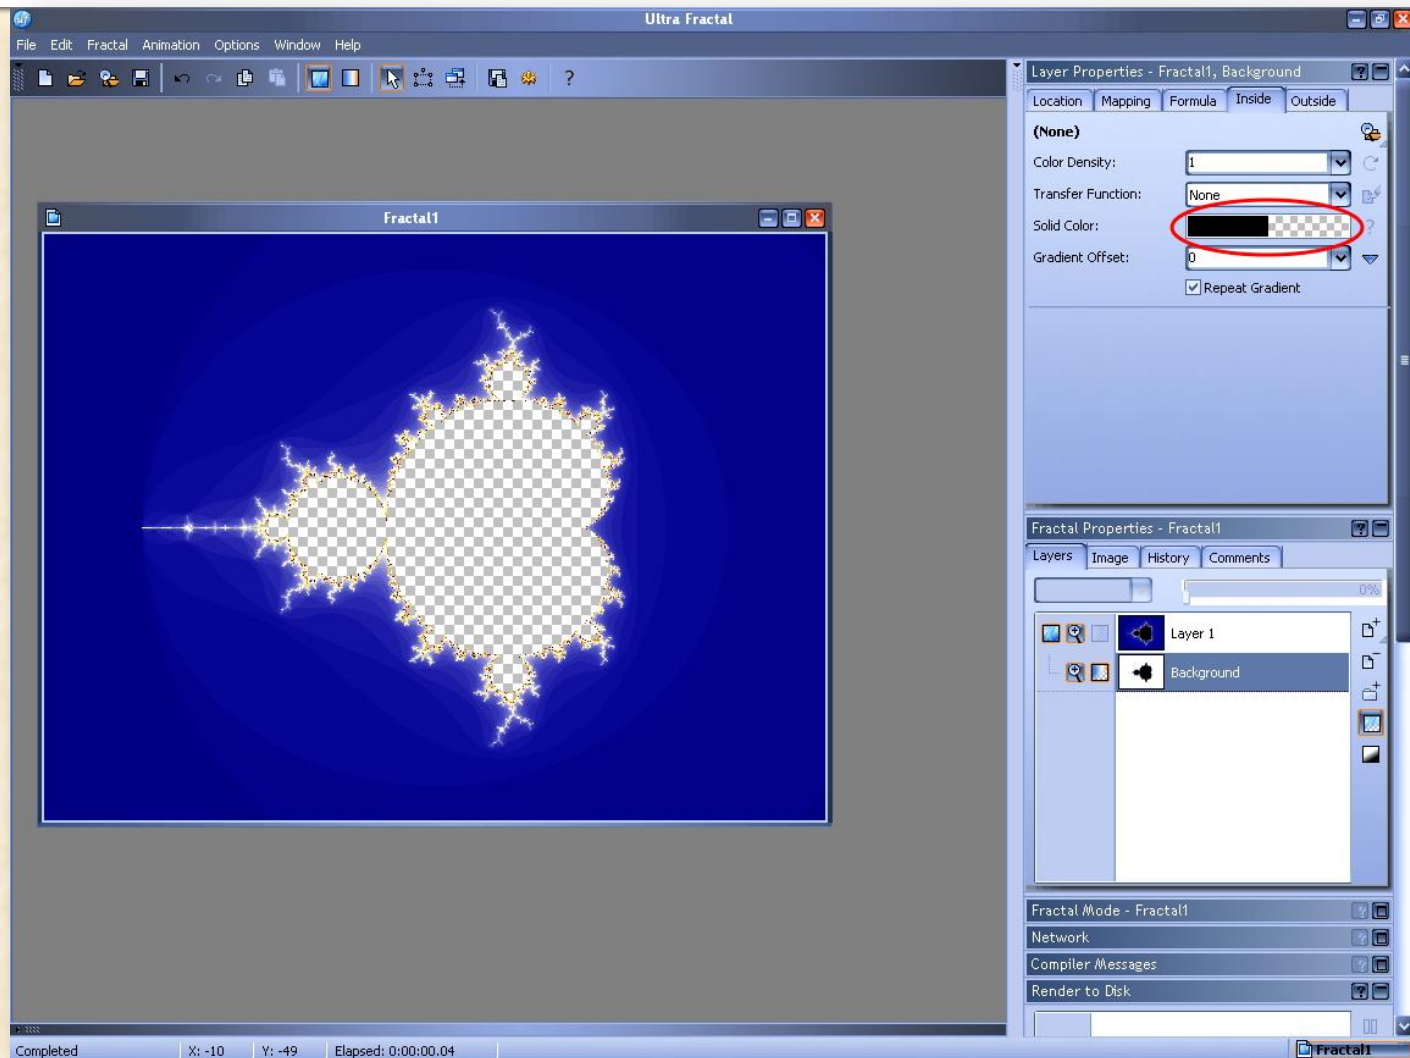 Ultra Fractal
File Edit Fractal Animation Options Window Help
?
Layer Properties - Fractal1, Background
Location Mapping Formula Inside Outside
(None)
Color Density: 1
Transfer Function: None
Solid Color:
Gradient Offset: 0
Repeat Gradient
Fractal1
Fractal Properties - Fractal1
Layers Image History Comments
0%
Layer 1
Background
Fractal Mode - Fractal1
Network
Compiler Messages
Render to Disk
Completed X: -10 Y: -49 Elapsed: 0:00:00.04 Fractal1